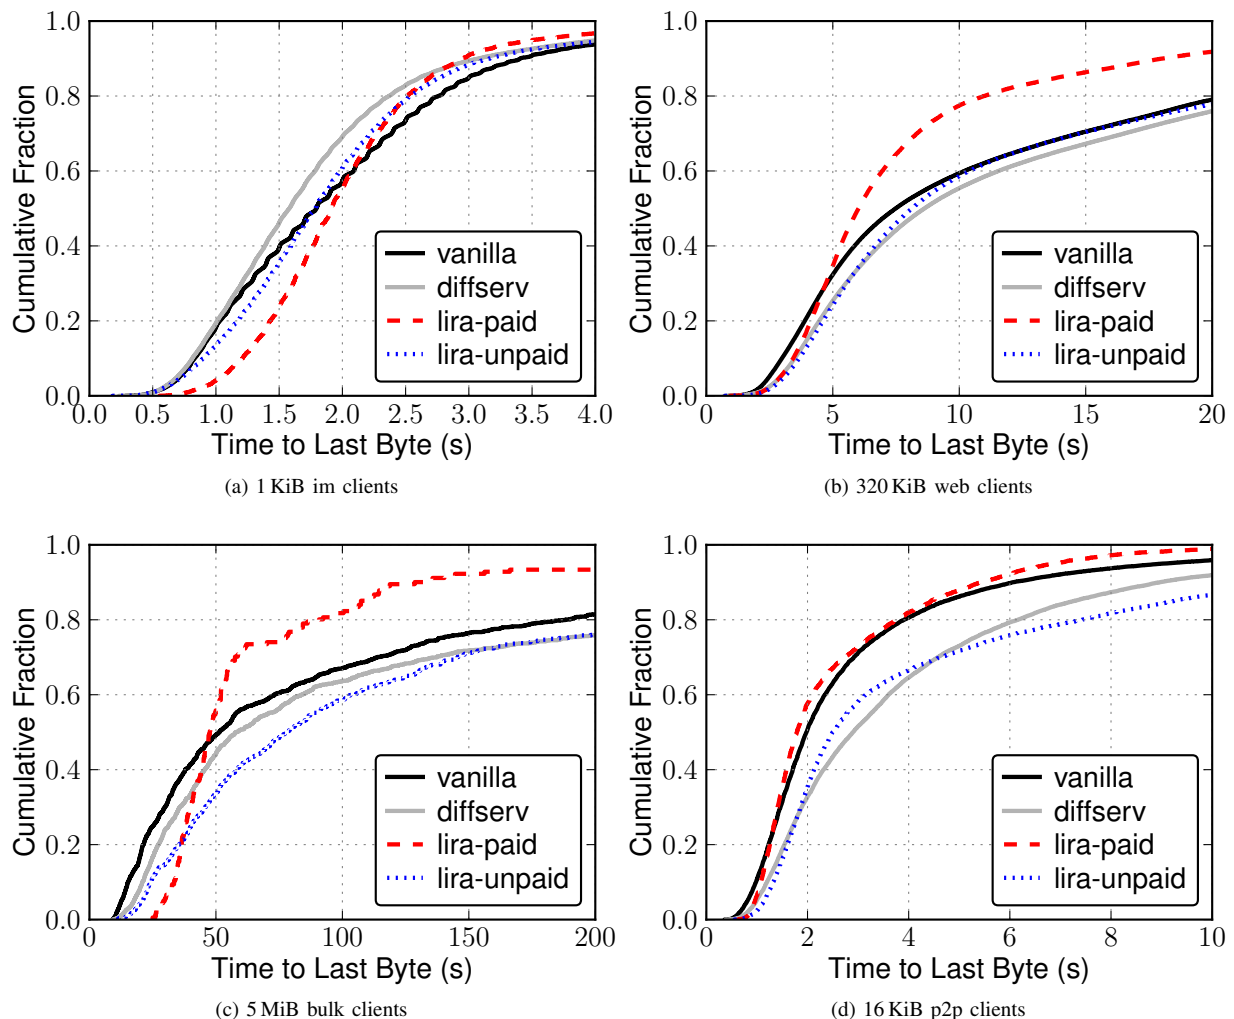 1.0
0.8
0.6
0.4
0.2
0.0
Cumulative Fraction
0.0 0.5 1.0 1.5 2.0 2.5 3.0 3.5 4.0
Time to Last Byte (s)
vanilla
diffserv
lira-paid
lira-unpaid
(a) 1 KiB im clients
1.0
0.8
0.6
0.4
0.2
0.0
Cumulative Fraction
0 5 10 15 20
Time to Last Byte (s)
vanilla
diffserv
lira-paid
lira-unpaid
(b) 320 KiB web clients
1.0
0.8
0.6
0.4
0.2
0.0
Cumulative Fraction
0 50 100 150 200
Time to Last Byte (s)
vanilla
diffserv
lira-paid
lira-unpaid
(c) 5 MiB bulk clients
1.0
0.8
0.6
0.4
0.2
0.0
Cumulative Fraction
0 2 4 6 8 10
Time to Last Byte (s)
vanilla
diffserv
lira-paid
lira-unpaid
(d) 16 KiB p2p clients